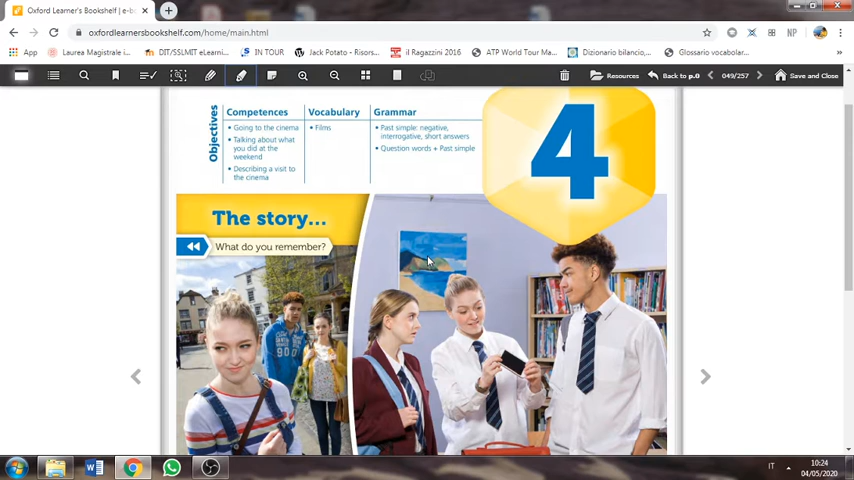 Oxford Learner's Bookshelf | e-bo
oxfordlearnersbookshelf.com/home/main.html
NP
App
Laurea Magistrale i...
DIT/SSLMIT eLearni...
IN TOUR
Jack Potato - Risors...
il Ragazzini 2016
ATP World Tour Ma...
Dizionario bilancio,...
Glossario vocabolar...
Resources
Back to p.0
049/257
Save and Close
Objectives
Competences
Going to the cinema
Talking about what
you did at the
weekend
Describing a visit to
the cinema
Vocabulary
Films
Grammar
Past simple: negative,
interrogative, short answers
Question words + Past simple
4
The story...
What do you remember?
900
IT
10:24
04/05/2020